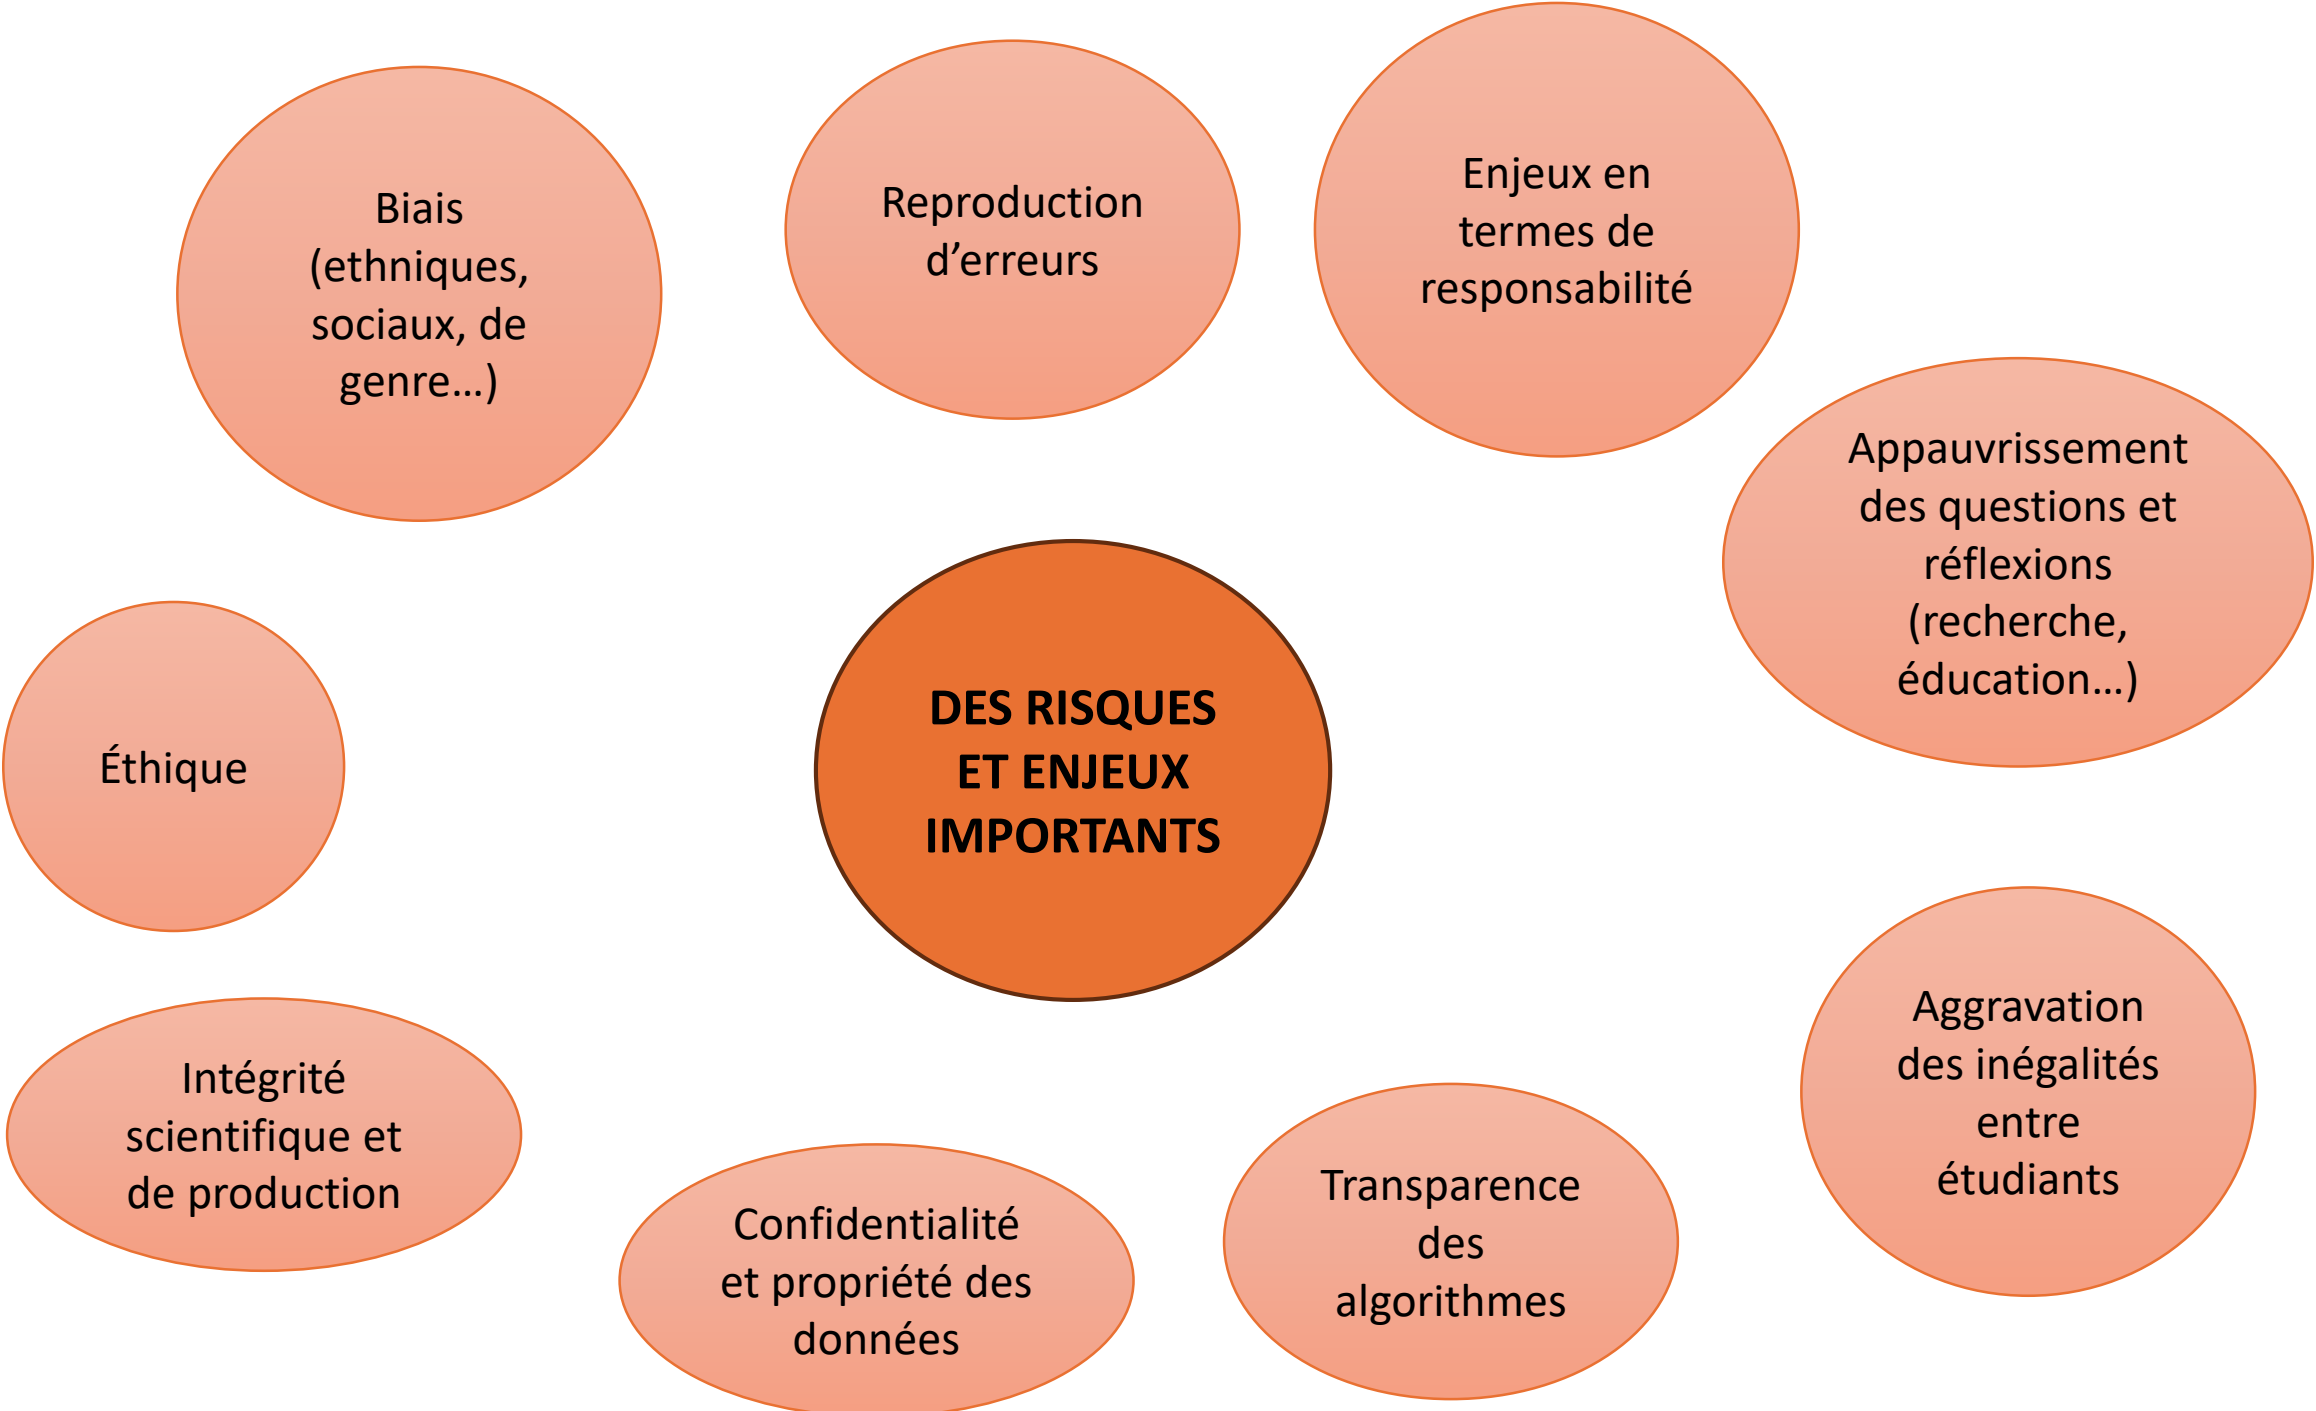 Biais
(ethniques,
sociaux, de
genre…)
Reproduction
d’erreurs
Enjeux en
termes de
responsabilité
Appauvrissement
des questions et
réflexions
(recherche,
éducation…)
DES RISQUES
ET ENJEUX
IMPORTANTS
Éthique
Aggravation
des inégalités
entre
étudiants
Intégrité
scientifique et
de production
Confidentialité
et propriété des
données
Transparence
des
algorithmes